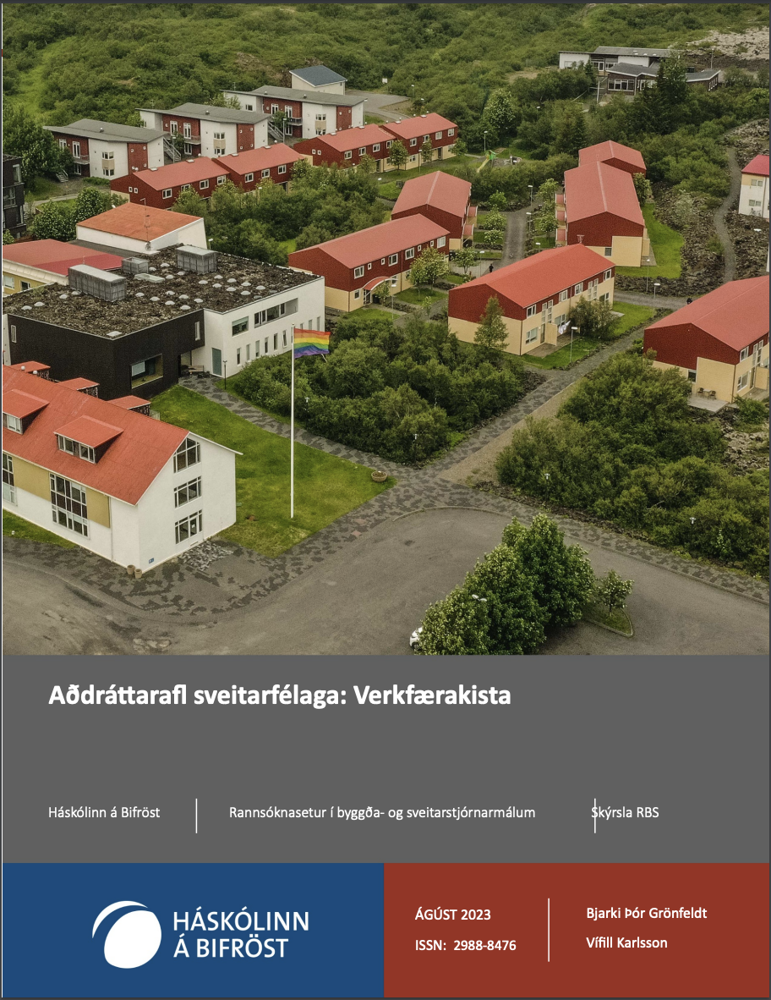 Aðdráttarafl sveitarfélaga: Verkfærakista
Háskólinn á Bifröst
Rannsóknasetur í byggða- og sveitarstjórnarmálum
Skýrsla RBS
HÁSKÓLINN
Á BIFRÖST
ÁGÚST 2023
ISSN: 2988-8476
Bjarki Þór Grönfeldt
Vífill Karlsson